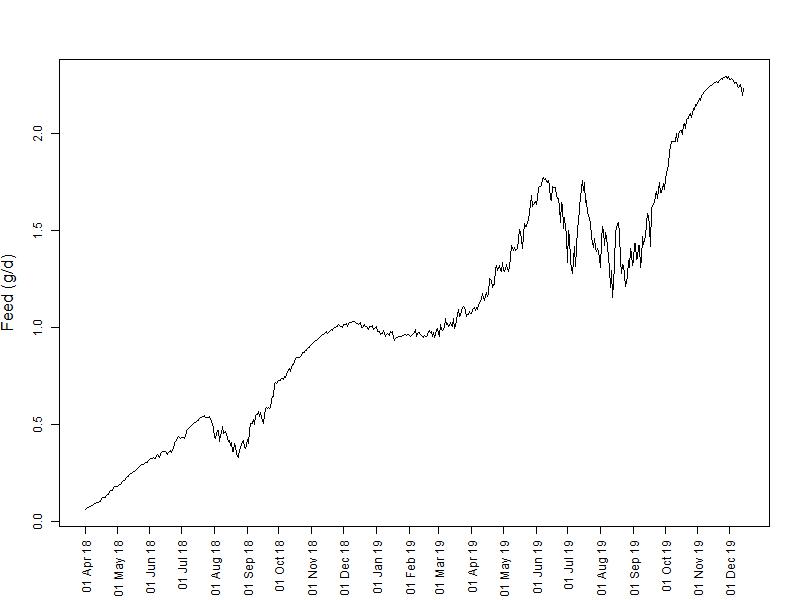 Feed (g/d)
2.0
1.5
1.0
0.5
0.0
01 Apr 18
01 May 18
01 Jun 18
01 Jul 18
01 Aug 18
01 Sep 18
01 Oct 18
01 Nov 18
01 Dec 18
01 Jan 19
01 Feb 19
01 Mar 19
01 Apr 19
01 May 19
01 Jun 19
01 Jul 19
01 Aug 19
01 Sep 19
01 Oct 19
01 Nov 19
01 Dec 19